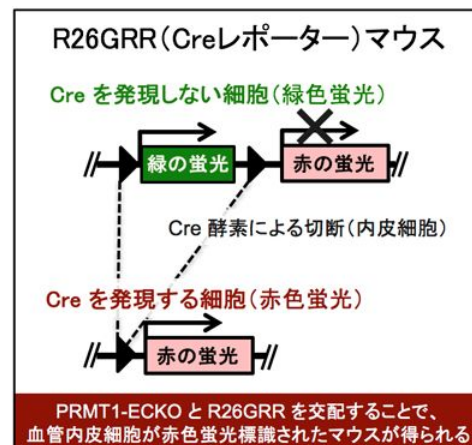 R26GRR(Creレポーター)マウス
Cre を発現しない細胞(緑色蛍光)
緑の蛍光
赤の蛍光
Cre 酵素による切断(内皮細胞)
Cre を発現する細胞(赤色蛍光)
赤の蛍光
PRMT1-ECKO と R26GRR を交配することで、
血管内皮細胞が赤色蛍光標識されたマウスが得られる